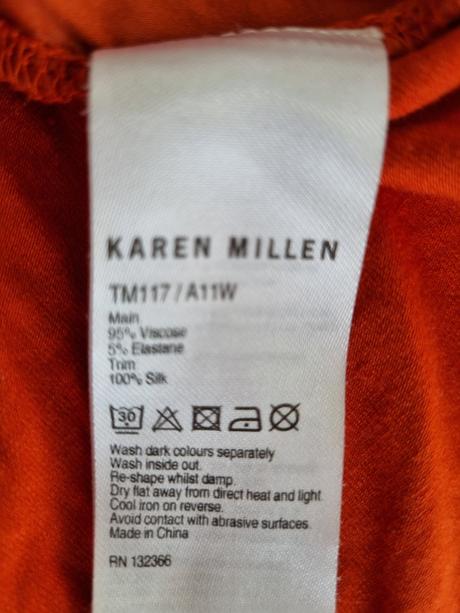 KAREN MILLEN
TM117 / A11W
Main
95% Viscose
5% Elastane
Trim
100% Silk
30
Wash dark colours separately
Wash inside out.
Re-shape whilst damp.
Dry flat away from direct heat and light.
Cool iron on reverse.
Avoid contact with abrasive surfaces.
Made in China
RN 132366